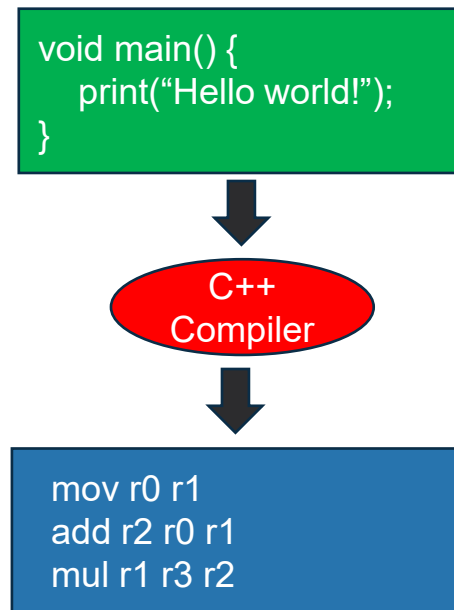 void main() {
print(“Hello world!”);
}
C++
Compiler
mov r0 r1
add r2 r0 r1
mul r1 r3 r2